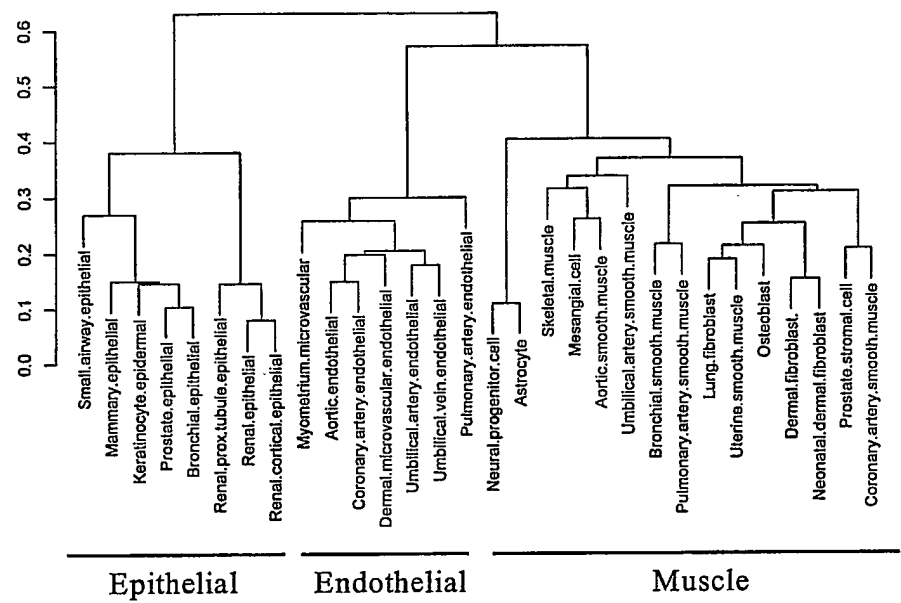 0.6
0.5
0.4
0.3
0.2
0.1
0.0
Small.airway.epithelial
Mammary.epithelial
Keratinocyte.epidermal
Prostate.epilhelial
Bronchial.epithelial
Renal.prox.tubule.epithelial
Renal.epithelial
Renal.cortical.epithelial
Myometrium.microvascular
Aortic.endothelial
Coronary.artery.endothelial
Dermal.microvascular.endothelial
Umbilical.artery.endothelial
Umbilical.vein.endothelial
Pulmonary.artery.endothelial
Neural.progenitor.cell
Astrocyte
Skeletal.muscle
Mesangial.cell
Aortic.smooth.muscle
Umbilical.artery.smooth.muscle
Bronchial.smooth.muscle
Pulmonary.artery.smooth.muscle
Lung.fibroblast
Uterine.smooth.muscle
Osteoblast
Dermal.fibroblast.
Neonatal.dermal.fibroblast
Prostate.stromal.cell
Coronary.artery.smooth.muscle
Epithelial
Endothelial
Muscle